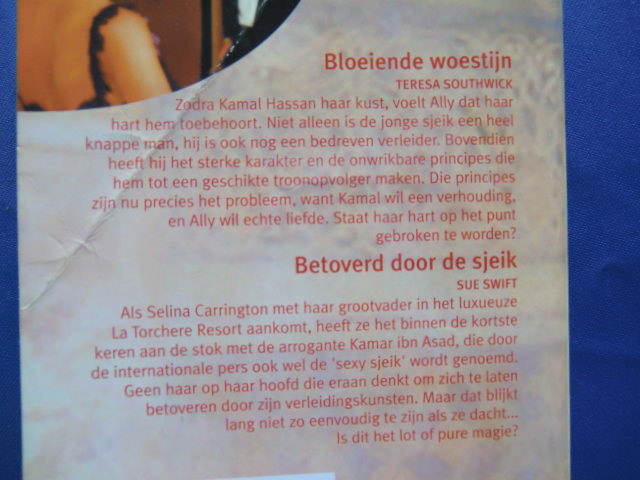 Bloeiende woestijn
TERESA SOUTHWICK
Zodra Kamal Hassan haar kust, voelt Ally dat haar
hart hem toebehoort. Niet alleen is de jonge sjeik een heel
knappe man, hij is ook nog een bedreven verleider. Bovendien
heeft hij het sterke karakter en de onwrikbare principes die
hem tot een geschikte troonopvolger maken. Die principes
zijn nu precies het probleem, want Kamal wil een verhouding,
en Ally wil echte liefde. Staat haar hart op het punt
gebroken te worden?
Betoverd door de sjeik
SUE SWIFT
Als Selina Carrington met haar grootvader in het luxueuze
La Torchere Resort aankomt, heeft ze het binnen de kortste
keren aan de stok met de arrogante Kamar ibn Asad, die door
de internationale pers ook wel de 'sexy sjeik' wordt genoemd.
Geen haar op haar hoofd die eraan denkt om zich te laten
betoveren door zijn verleidingskunsten. Maar dat blijkt
lang niet zo eenvoudig te zijn als ze dacht...
Is dit het lot of pure magie?